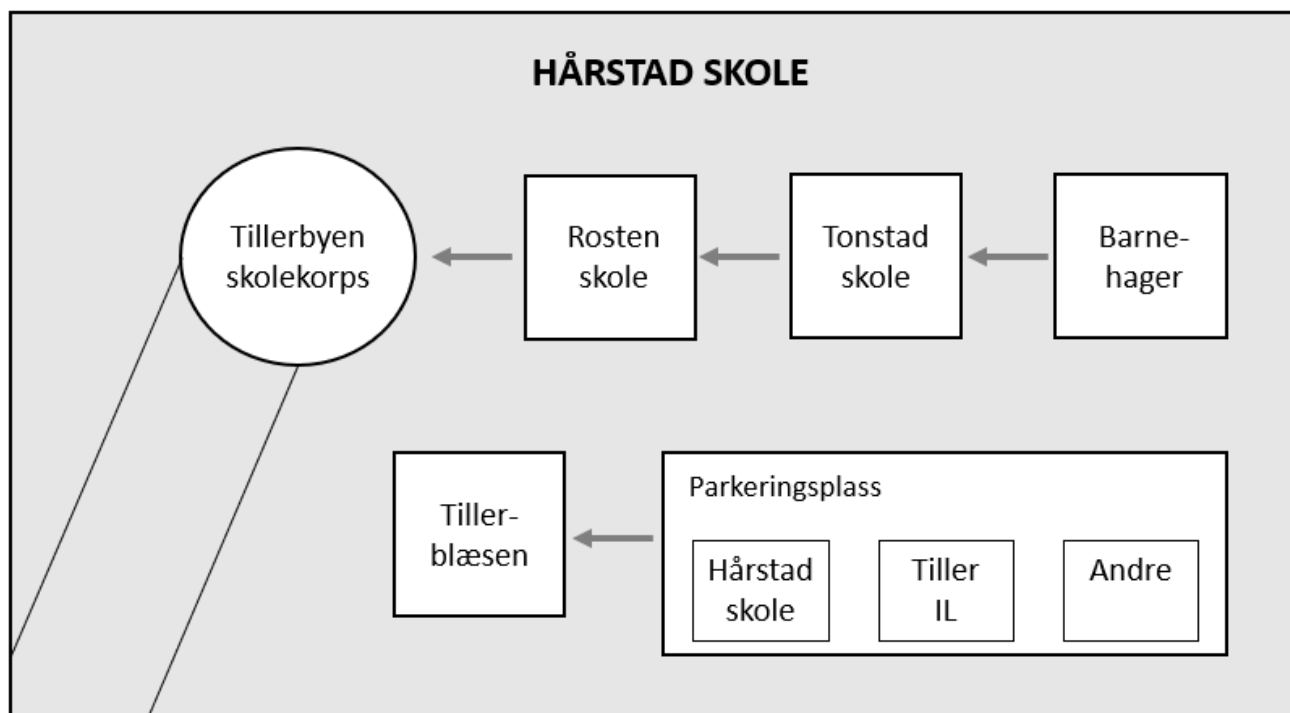 HÅRSTAD SKOLE
Tillerbyen
skolekorps
Rosten
skole
Tonstad
skole
Barne-
hager
Tiller-
blæsen
Parkeringsplass
Hårstad
skole
Tiller
IL
Andre